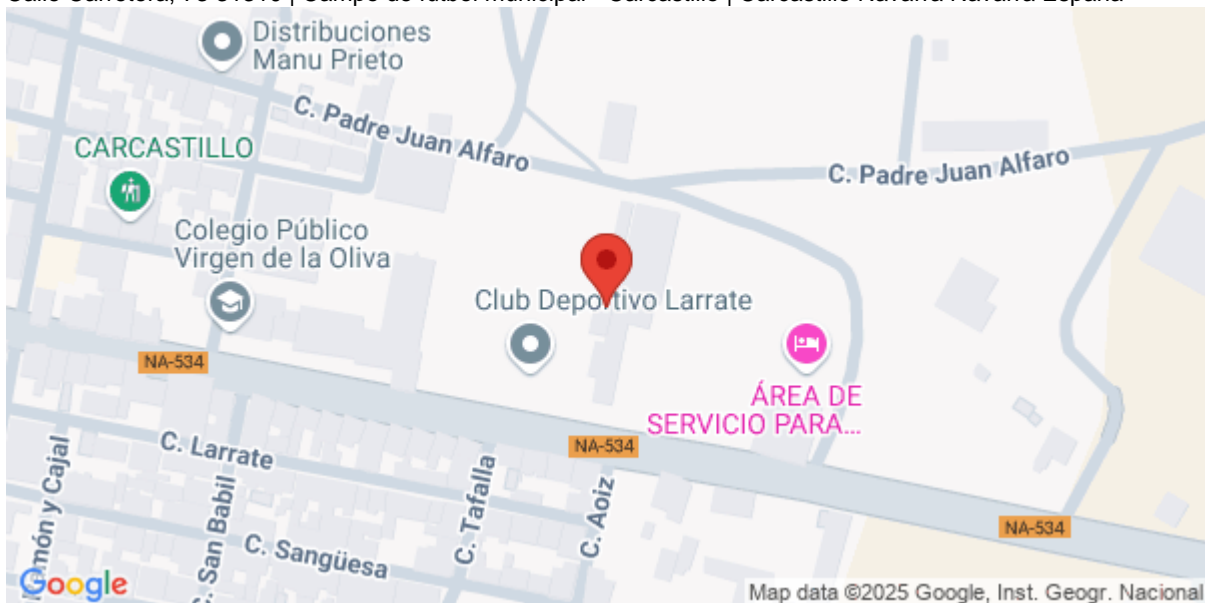 Distribuciones
Manu Prieto
C. Padre Juan Alfaro
CARCASTILLO
C. Padre Juan Alfaro
Colegio Público
Virgen de la Oliva
Club Deportivo Larrate
NA-534
ÁREA DE
SERVICIO PARA...
NA-534
C. Larrate
C. Tafalla
C. Aoiz
món y Cajal
C. San Babil
NA-534
C. Sangüesa
Google
Map data ©2025 Google, Inst. Geogr. Nacional